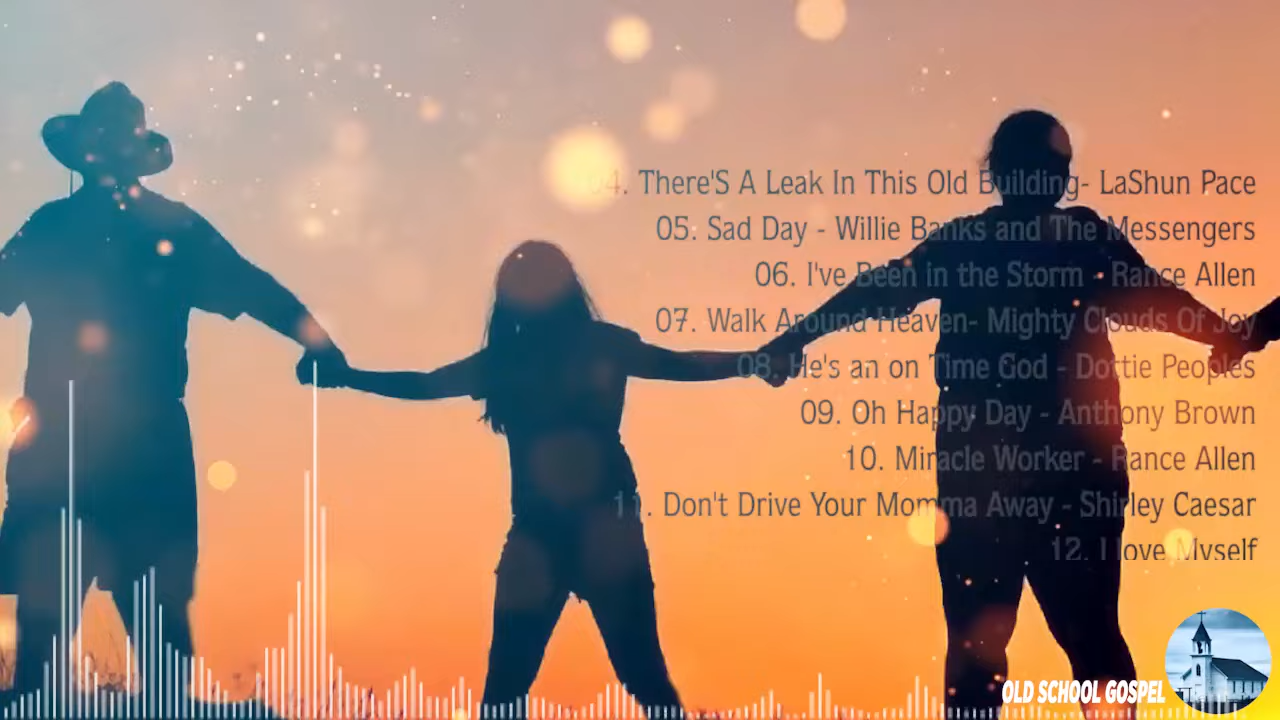 04. There'S A Leak In This Old Building- LaShun Pace
05. Sad Day - Willie Banks and The Messengers
06. I've Been in the Storm - Rance Allen
07. Walk Around Heaven- Mighty Clouds Of Joy
08. He's an on Time God - Dottie Peoples
09. Oh Happy Day - Anthony Brown
10. Miracle Worker - Rance Allen
11. Don't Drive Your Momma Away - Shirley Caesar
12. I love Myself
OLD SCHOOL GOSPEL